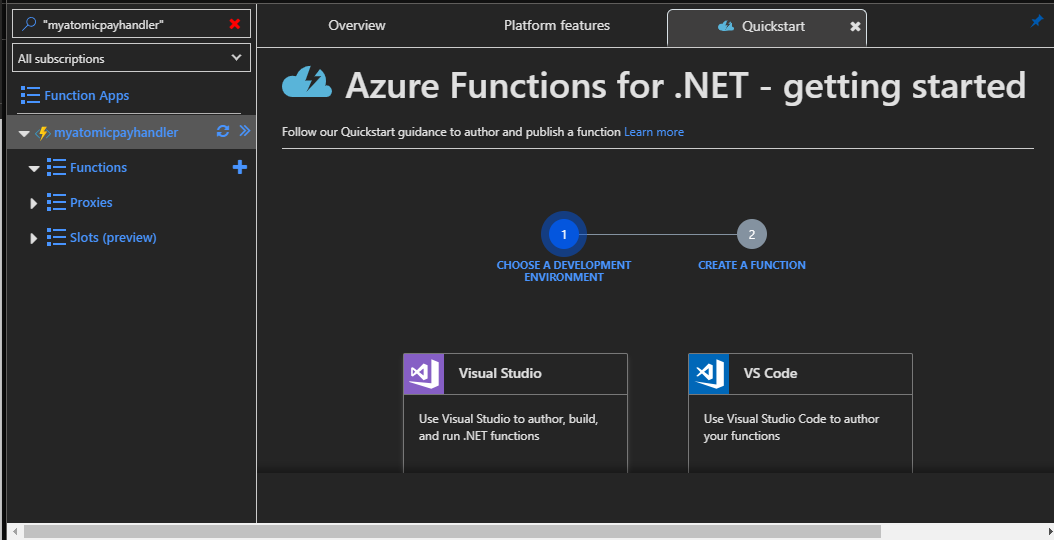 "myatomicpayhandler"
All subscriptions
Function Apps
myatomicpayhandler
Functions
Proxies
Slots (preview)
Overview
Platform features
Quickstart
Azure Functions for .NET - getting started
Follow our Quickstart guidance to author and publish a function Learn more
1
CHOOSE A DEVELOPMENT
ENVIRONMENT
2
CREATE A FUNCTION
Visual Studio
Use Visual Studio to author, build,
and run .NET functions
VS Code
Use Visual Studio Code to author
your functions